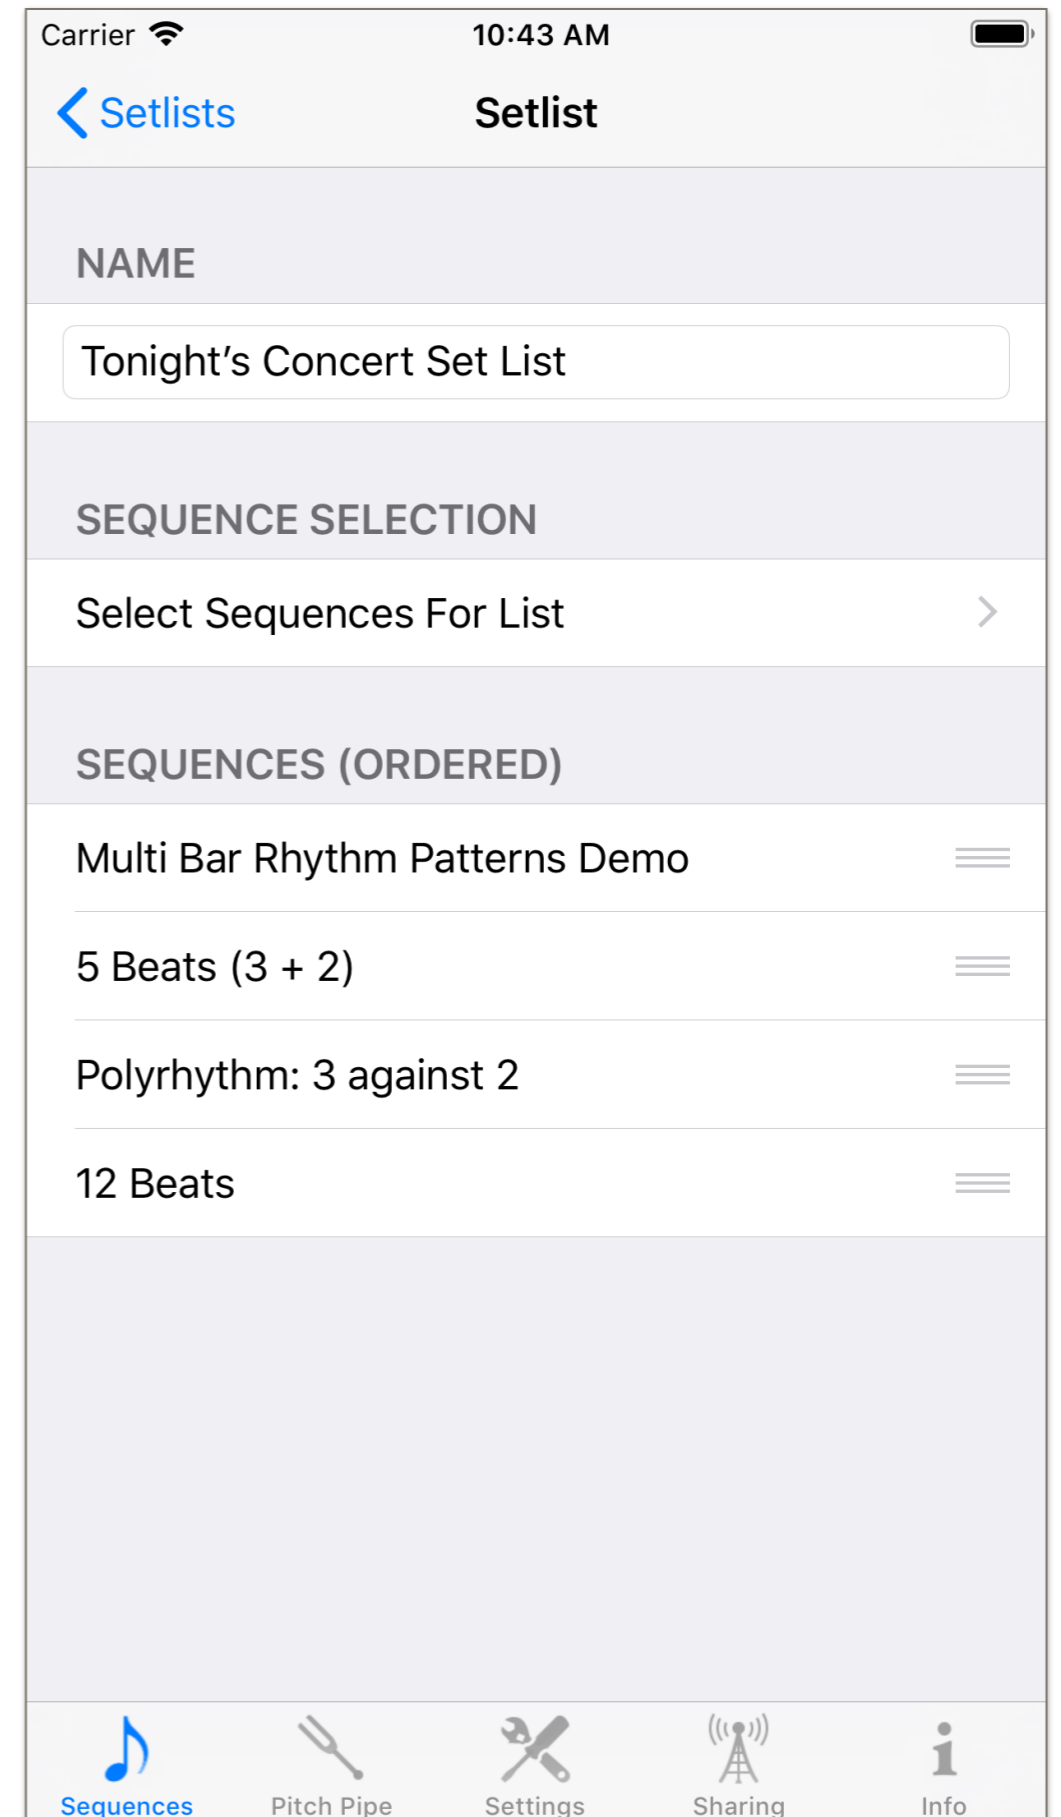 Carrier 10:43 AM
Setlists Setlist
NAME
Tonight’s Concert Set List
SEQUENCE SELECTION
Select Sequences For List
SEQUENCES (ORDERED)
Multi Bar Rhythm Patterns Demo
5 Beats (3 + 2)
Polyrhythm: 3 against 2
12 Beats
Sequences Pitch Pipe Settings Sharing Info